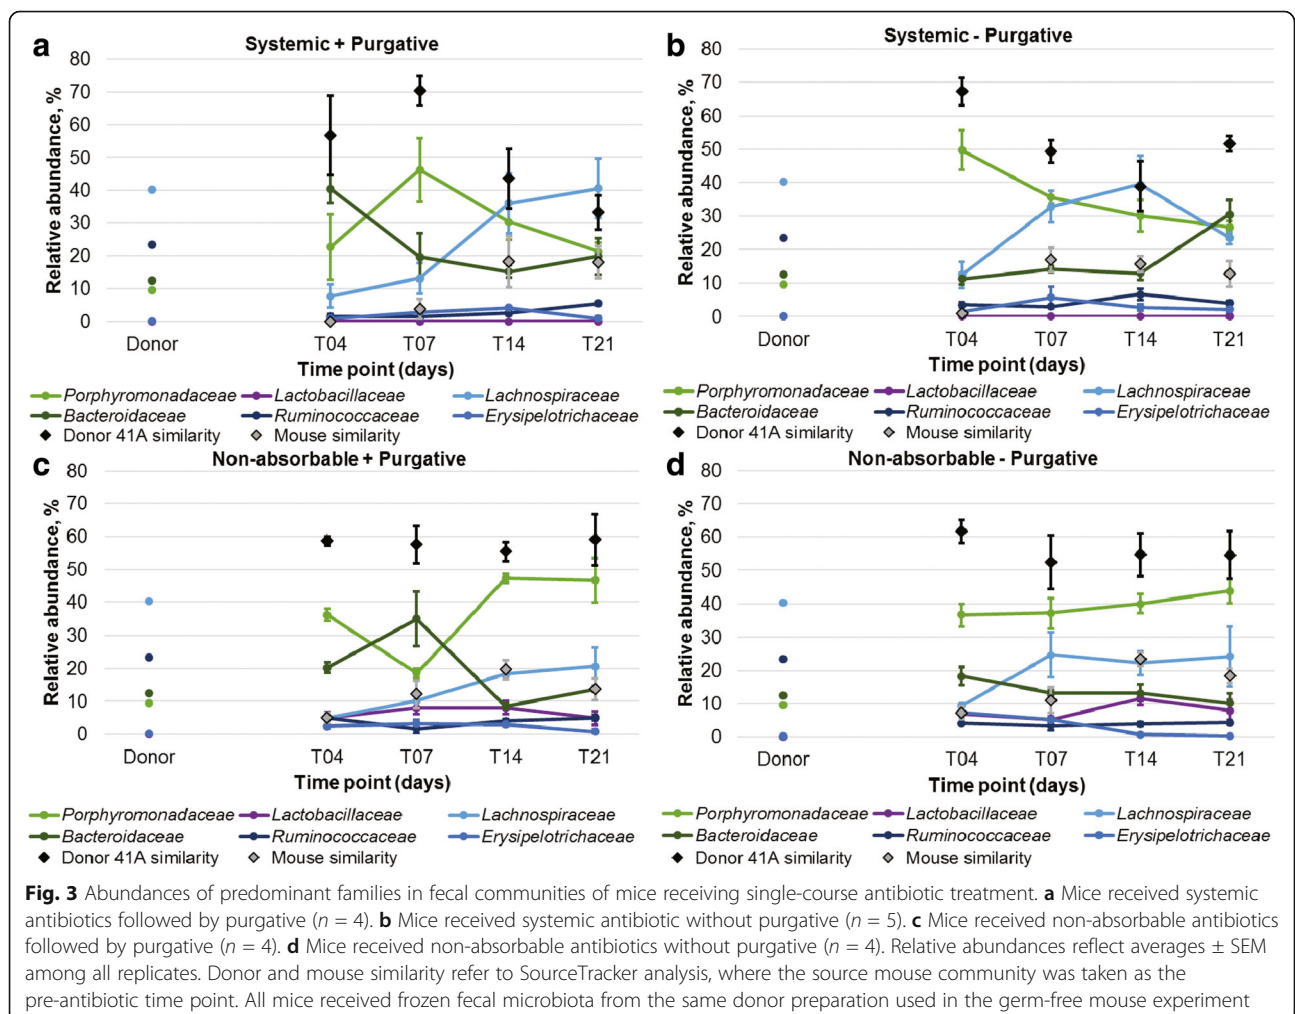 a
Systemic + Purgative
80
70
60
50
40
30
20
10
0
Relative abundance, %
Donor T04 T07 T14 T21
Time point (days)
Porphyromonadaceae Lactobacillaceae Lachnospiraceae
Bacteroidaceae Ruminococcaceae Erysipelotrichaceae
Donor 41A similarity Mouse similarity
b
Systemic - Purgative
80
70
60
50
40
30
20
10
0
Relative abundance, %
Donor T04 T07 T14 T21
Time point (days)
Porphyromonadaceae Lactobacillaceae Lachnospiraceae
Bacteroidaceae Ruminococcaceae Erysipelotrichaceae
Donor 41A similarity Mouse similarity
c
Non-absorbable + Purgative
80
70
60
50
40
30
20
10
0
Relative abundance, %
Donor T04 T07 T14 T21
Time point (days)
Porphyromonadaceae Lactobacillaceae Lachnospiraceae
Bacteroidaceae Ruminococcaceae Erysipelotrichaceae
Donor 41A similarity Mouse similarity
d
Non-absorbable - Purgative
80
70
60
50
40
30
20
10
0
Relative abundance, %
Donor T04 T07 T14 T21
Time point (days)
Porphyromonadaceae Lactobacillaceae Lachnospiraceae
Bacteroidaceae Ruminococcaceae Erysipelotrichaceae
Donor 41A similarity Mouse similarity
Fig. 3 Abundances of predominant families in fecal communities of mice receiving single-course antibiotic treatment. a Mice received systemic
antibiotics followed by purgative (n = 4). b Mice received systemic antibiotic without purgative (n = 5). c Mice received non-absorbable antibiotics
followed by purgative (n = 4). d Mice received non-absorbable antibiotics without purgative (n = 4). Relative abundances reflect averages ± SEM
among all replicates. Donor and mouse similarity refer to SourceTracker analysis, where the source mouse community was taken as the
pre-antibiotic time point. All mice received frozen fecal microbiota from the same donor preparation used in the germ-free mouse experiment